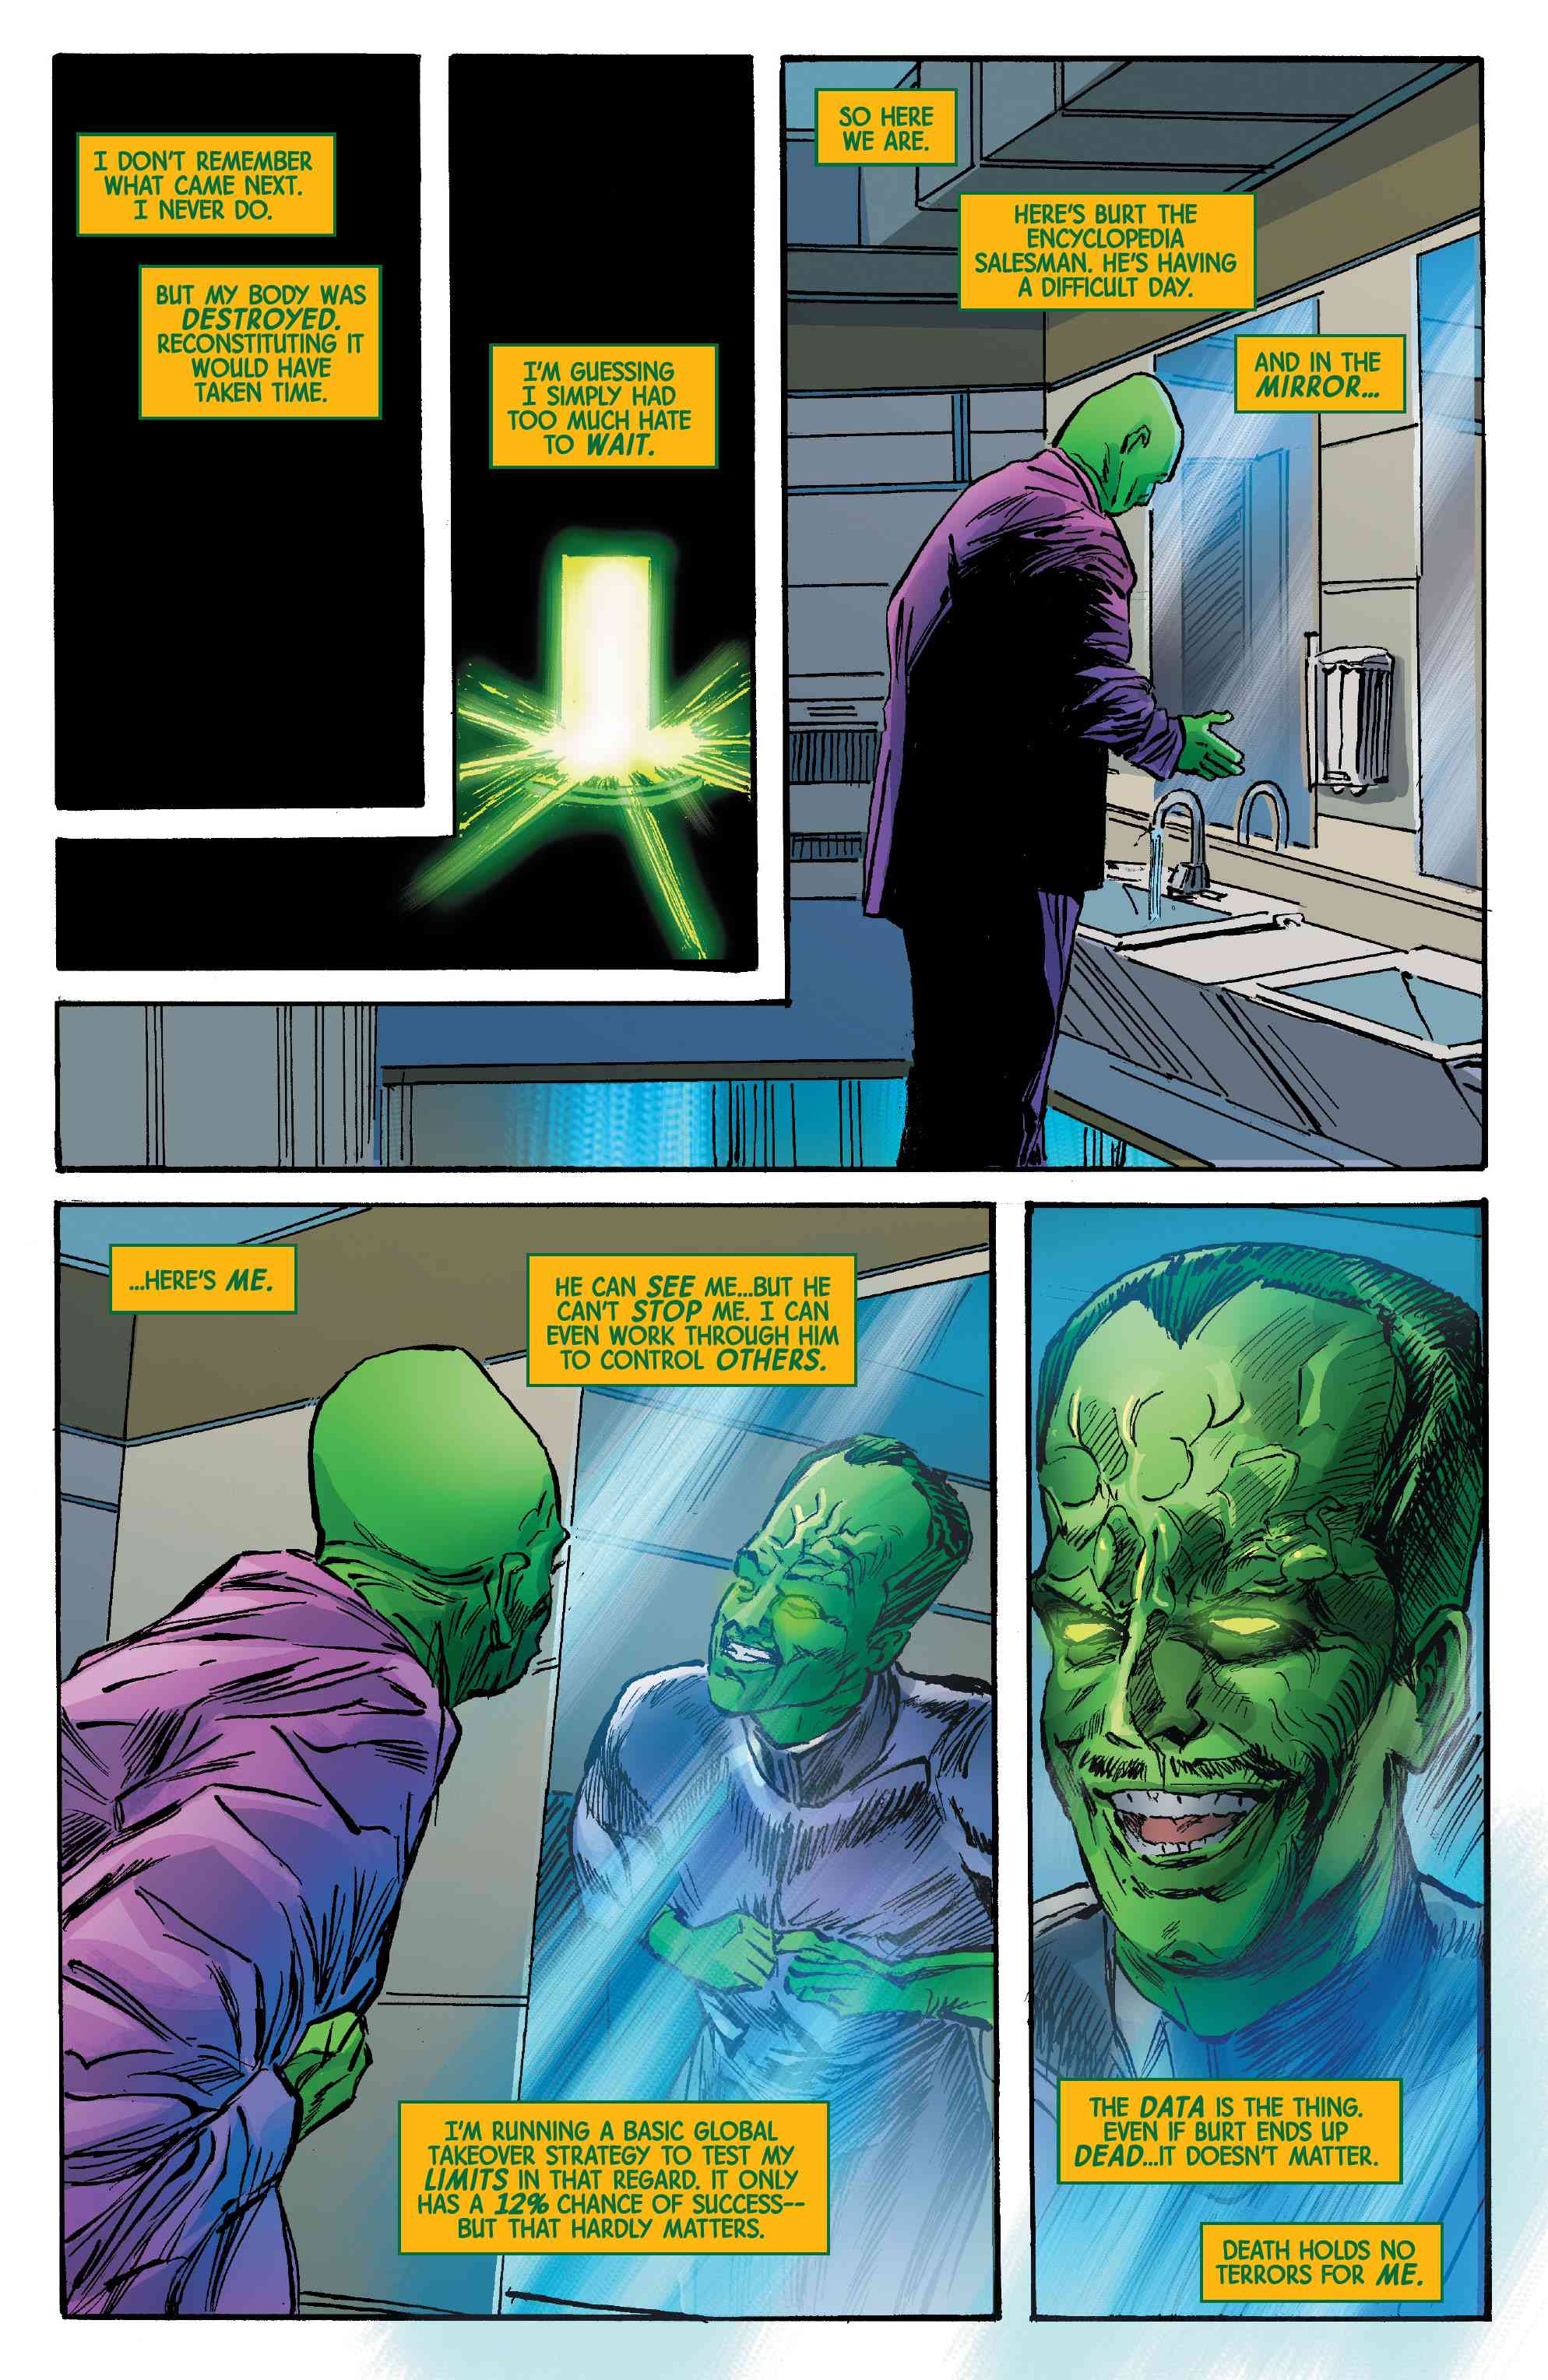 I DON'T REMEMBER
WHAT CAME NEXT.
I NEVER DO.
BUT MY BODY WAS
DESTROYED.
RECONSTITUTING IT
WOULD HAVE
TAKEN TIME.
I'M GUESSING
I SIMPLY HAD
TOO MUCH HATE
TO WAIT.
SO HERE
WE ARE.
HERE'S BURT THE
ENCYCLOPEDIA
SALESMAN. HE'S HAVING
A DIFFICULT DAY.
AND IN THE
MIRROR...
...HERE'S ME.
HE CAN SEE ME...BUT HE
CAN'T STOP ME. I CAN
EVEN WORK THROUGH HIM
TO CONTROL OTHERS.
I'M RUNNING A BASIC GLOBAL
TAKEOVER STRATEGY TO TEST MY
LIMITS IN THAT REGARD. IT ONLY
HAS A 12% CHANCE OF SUCCESS--
BUT THAT HARDLY MATTERS.
THE DATA IS THE THING.
EVEN IF BURT ENDS UP
DEAD...IT DOESN'T MATTER.
DEATH HOLDS NO
TERRORS FOR ME.